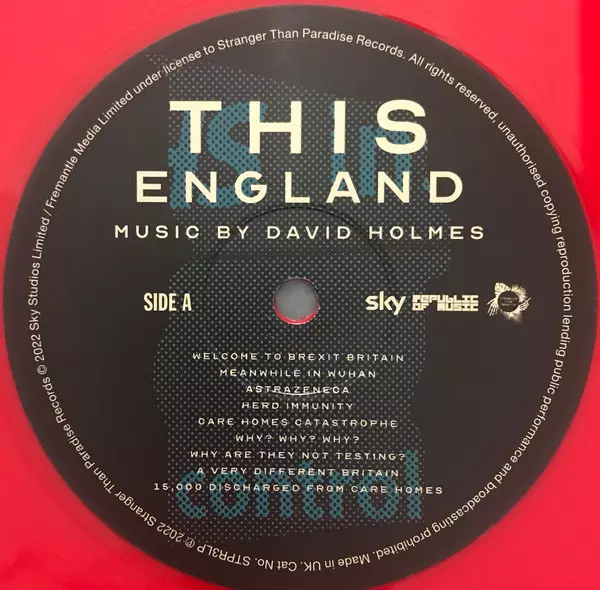 ℗ 2022 Stranger Than Paradise Records © 2022 Sky Studios Limited / Fremantle Media Limited under license to Stranger Than Paradise Records. All rights reserved, unauthorised copying reproduction lending public performance and broadcasting prohibited. Made in UK. Cat No. STPR3LP
THIS
ENGLAND
MUSIC BY DAVID HOLMES
SIDE A
sky REPUBLIC OF MUSIC
WELCOME TO BREXIT BRITAIN
MEANWHILE IN WUHAN
ASTRAZENECA
HERD IMMUNITY
CARE HOMES CATASTROPHE
WHY? WHY? WHY?
WHY ARE THEY NOT TESTING?
A VERY DIFFERENT BRITAIN
15,000 DISCHARGED FROM CARE HOMES
control